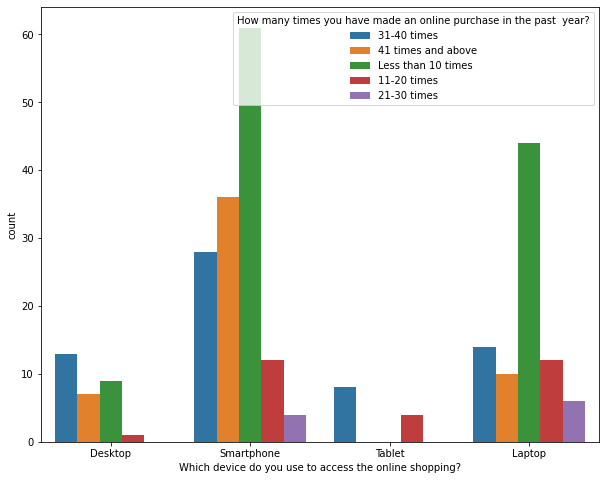 How many times you have made an online purchase in the past  year?
31-40 times
41 times and above
Less than 10 times
11-20 times
21-30 times
60
50
40
30
20
10
0
count
Desktop
Smartphone
Tablet
Laptop
Which device do you use to access the online shopping?